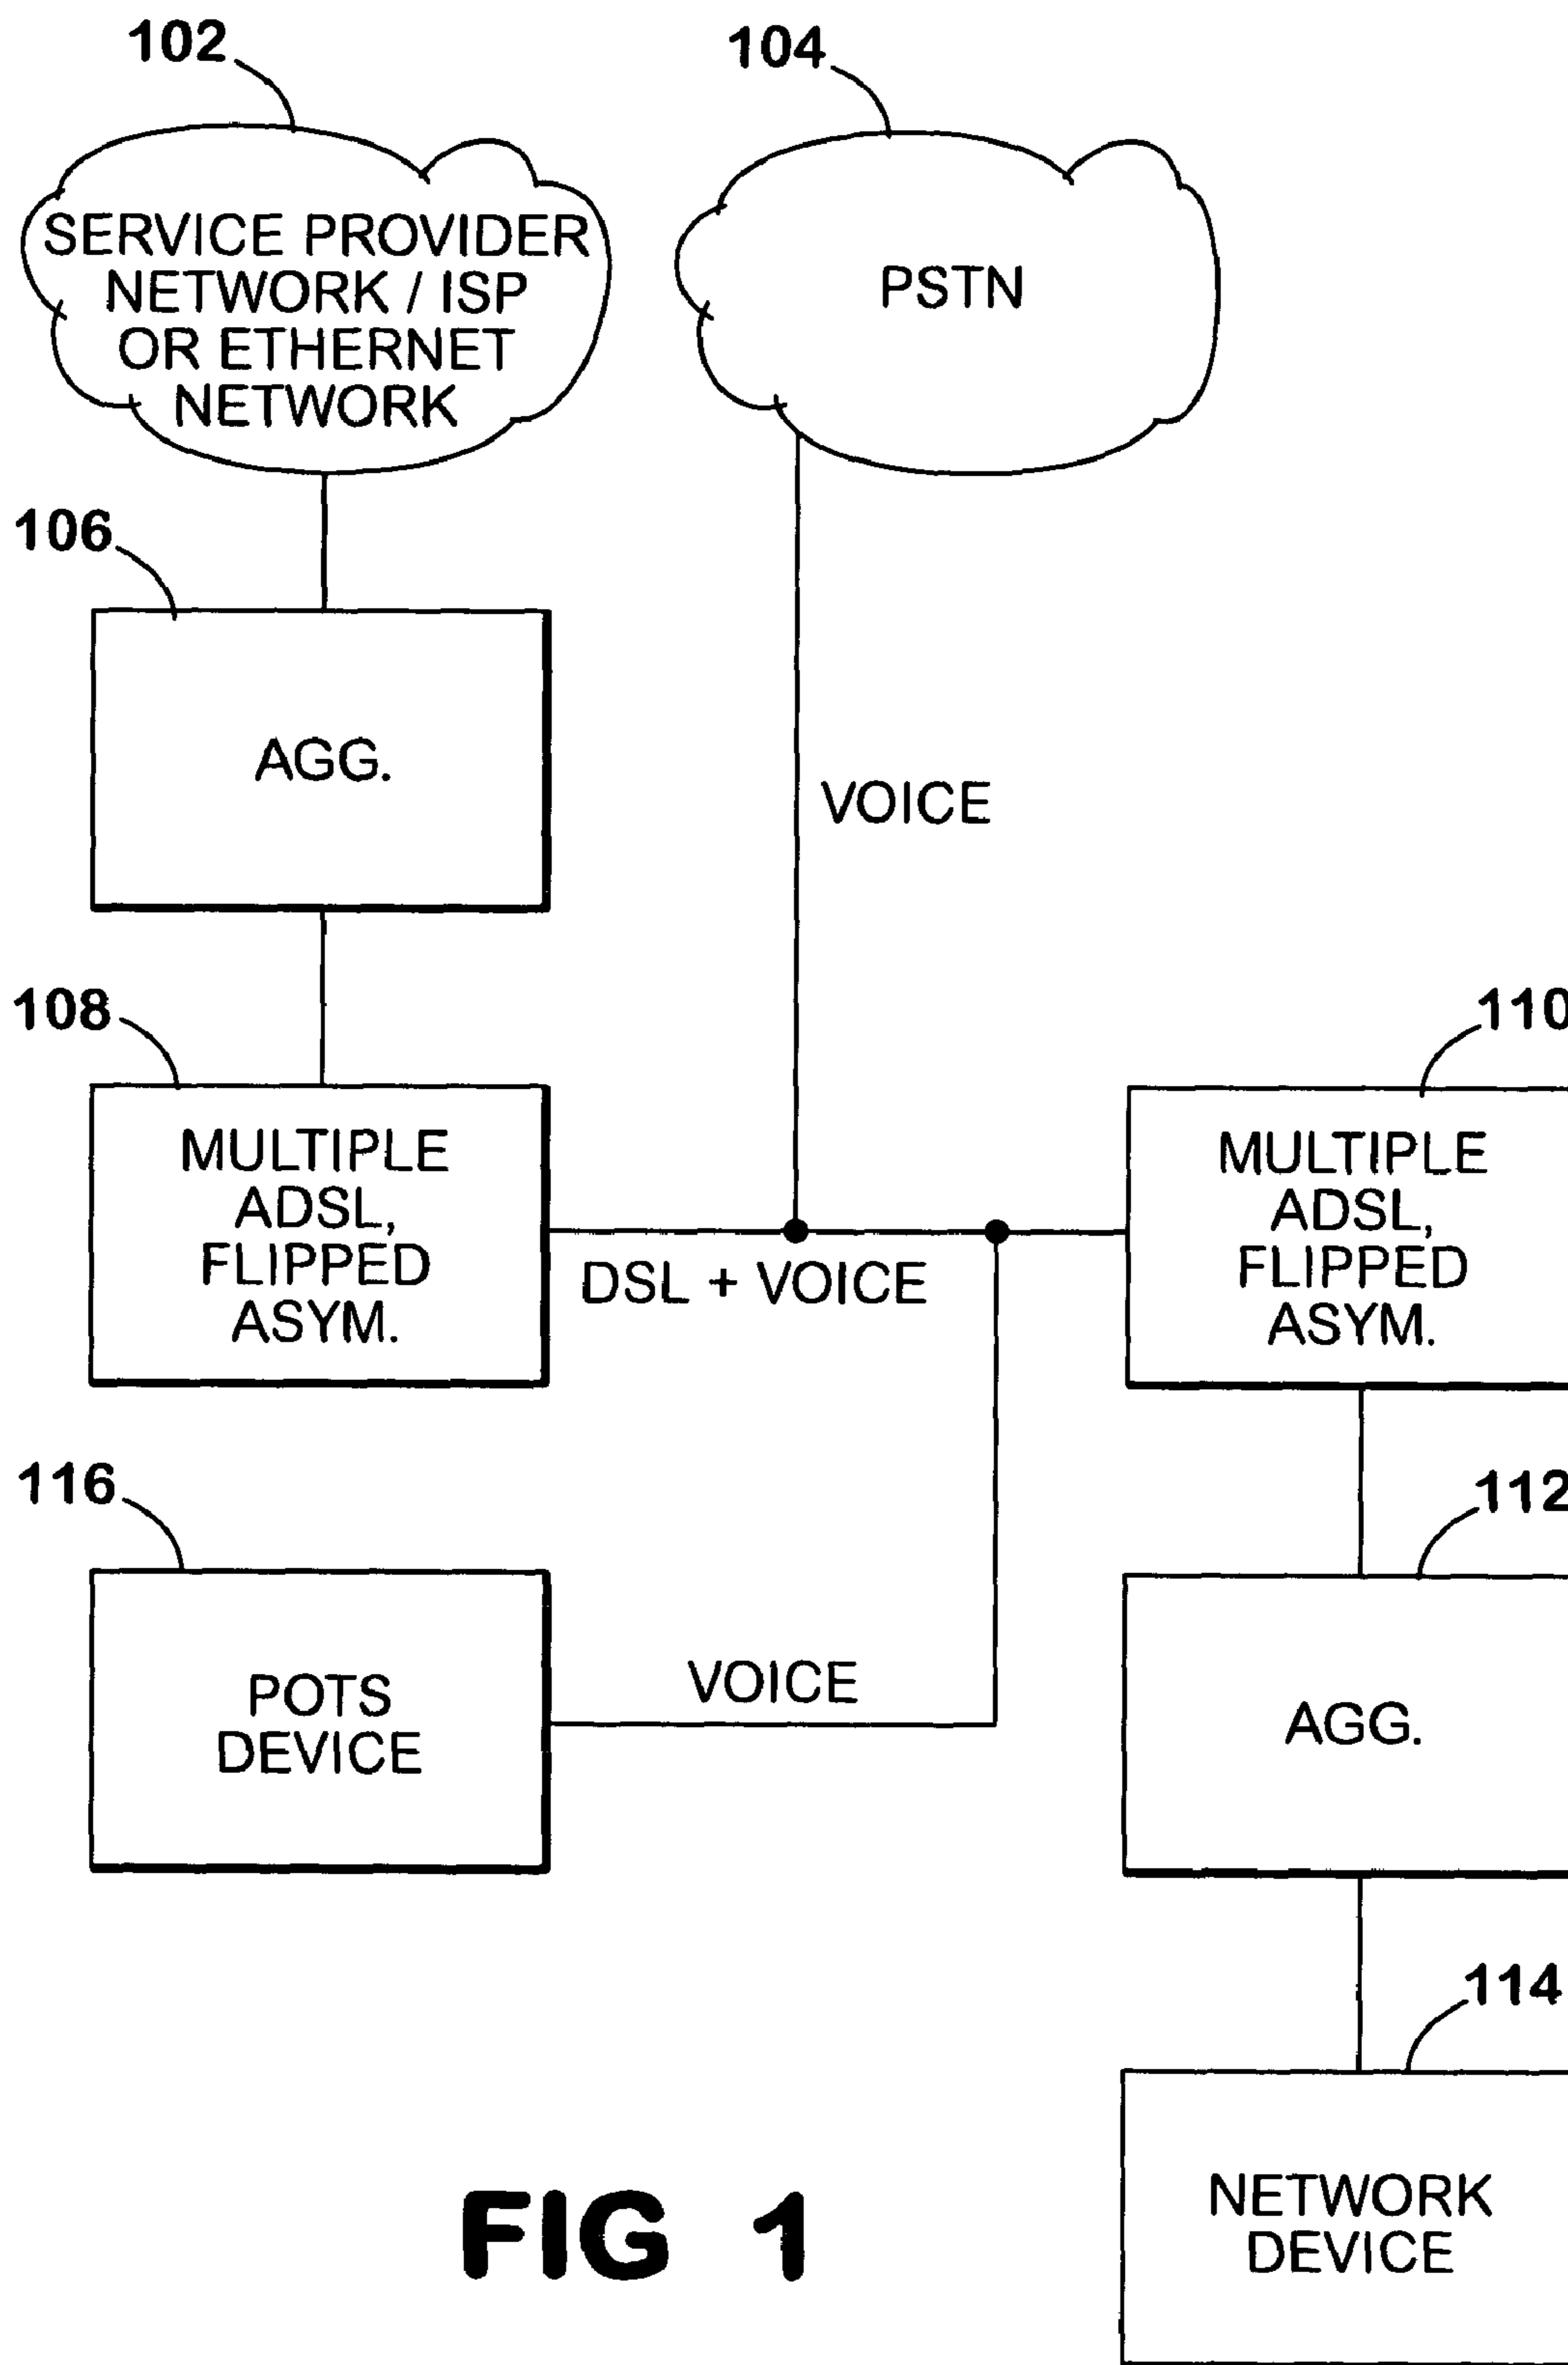 102
104
SERVICE PROVIDER
NETWORK / ISP
OR ETHERNET
NETWORK
PSTN
106
AGG.
VOICE
108
110
MULTIPLE
ADSL,
FLIPPED
ASYM.
DSL + VOICE
MULTIPLE
ADSL,
FLIPPED
ASYM.
116
112
POTS
DEVICE
VOICE
AGG.
114
NETWORK
DEVICE
FIG 1